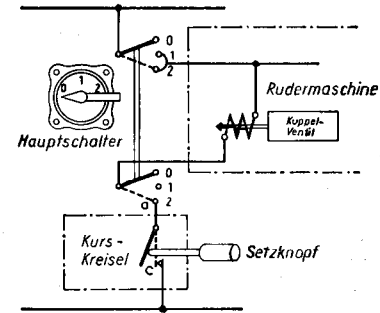 0
1
2
Rudermaschine
0 1 2
Kuppel-
Ventil
Hauptschalter
0
1
a 2
Kurs-
Kreisel
c
Setzknopf